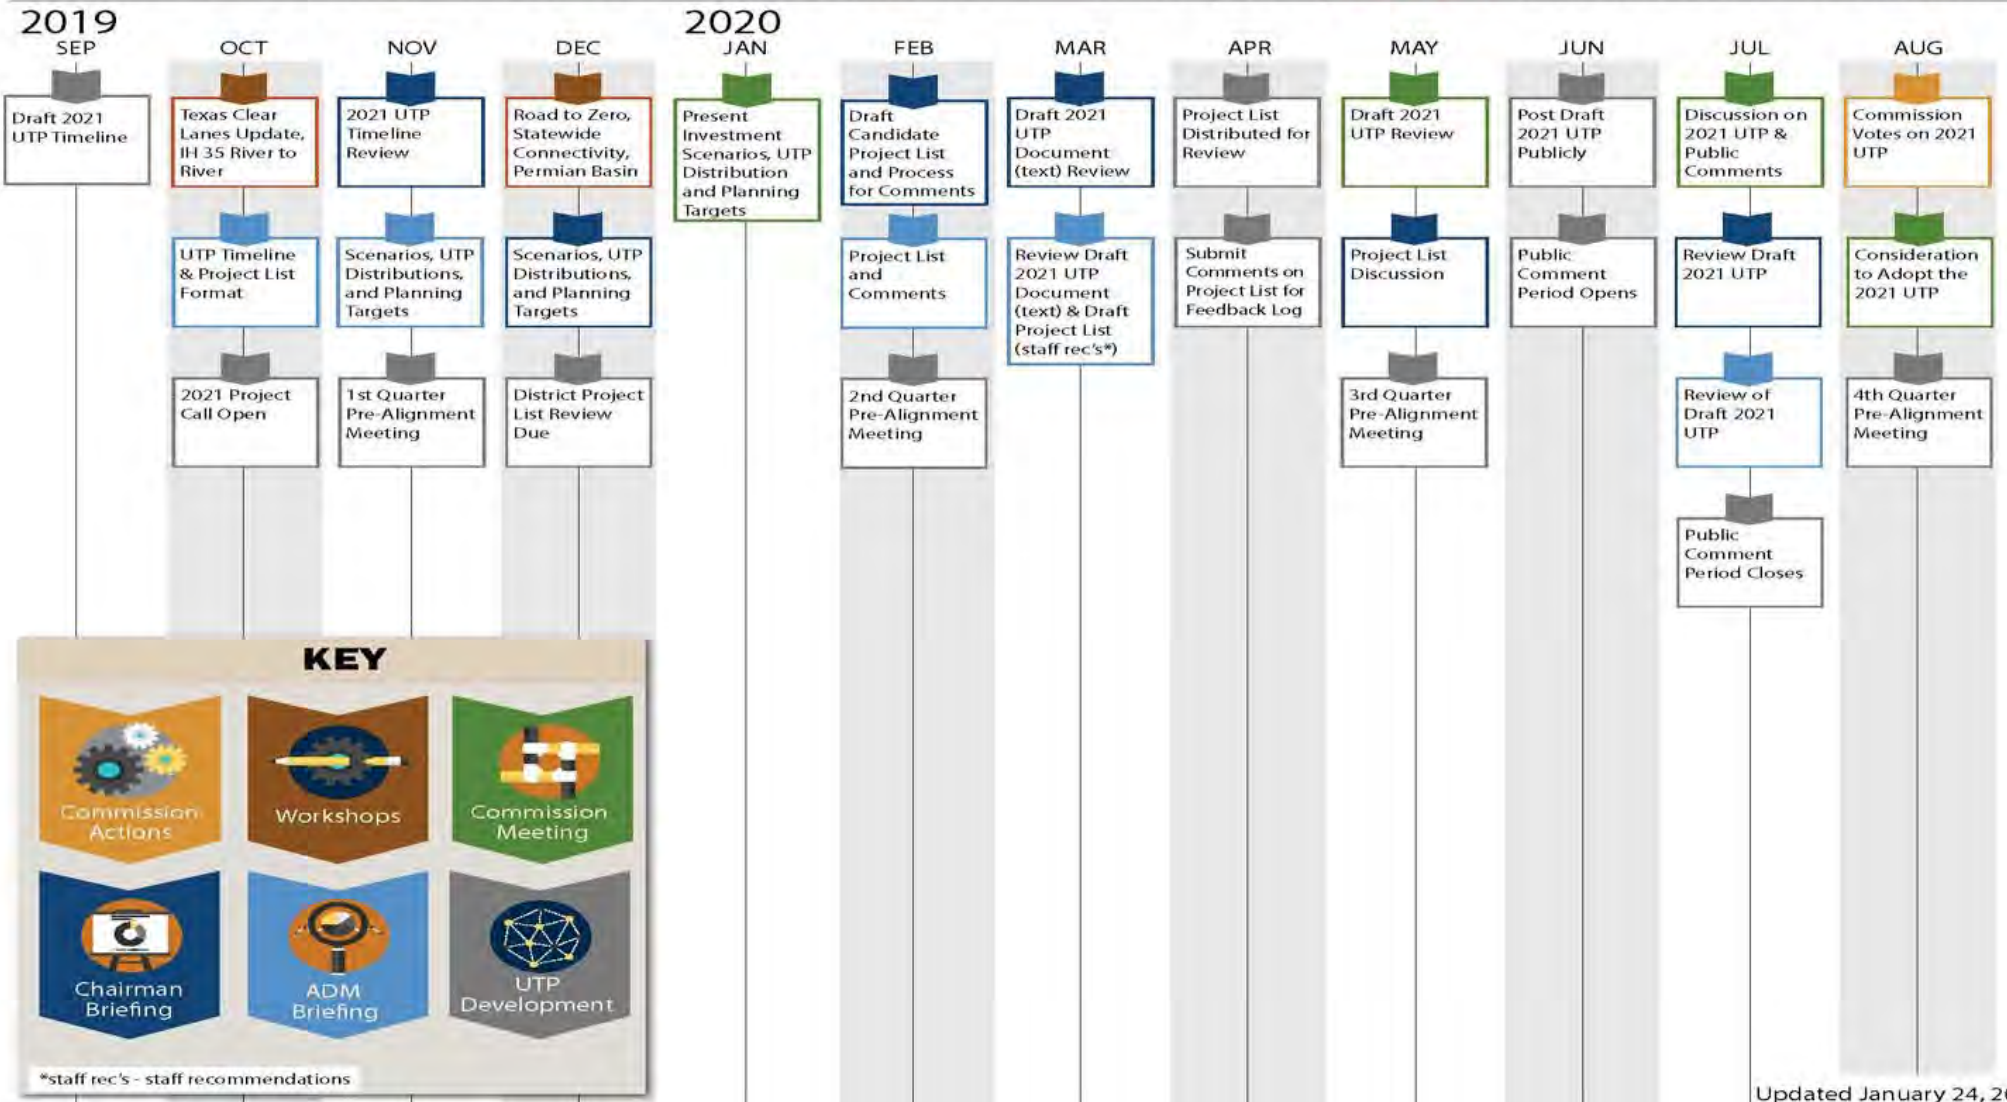 2019
2020
SEP
OCT
NOV
DEC
JAN
FEB
MAR
APR
MAY
JUN
JUL
AUG
Draft 2021
UTP Timeline
Texas Clear
Lanes Update,
IH 35 River to
River
UTP Timeline
& Project List
Format
2021 Project
Call Open
2021 UTP
Timeline
Review
Scenarios, UTP
Distributions,
and Planning
Targets
1st Quarter
Pre-Alignment
Meeting
Road to Zero,
Statewide
Connectivity,
Permian Basin
Scenarios, UTP
Distributions,
and Planning
Targets
District Project
List Review
Due
Present
Investment
Scenarios, UTP
Distribution
and Planning
Targets
Draft
Candidate
Project List
and Process
for Comments
Project List
and
Comments
2nd Quarter
Pre-Alignment
Meeting
Draft 2021
UTP
Document
(text) Review
Review Draft
2021 UTP
Document
(text) & Draft
Project List
(staff rec's*)
Project List
Distributed for
Review
Submit
Comments on
Project List for
Feedback Log
Draft 2021
UTP Review
Project List
Discussion
3rd Quarter
Pre-Alignment
Meeting
Post Draft
2021 UTP
Publicly
Public
Comment
Period Opens
Discussion on
2021 UTP &
Public
Comments
Review Draft
2021 UTP
Review of
Draft 2021
UTP
Public
Comment
Period Closes
Commission
Votes on 2021
UTP
Consideration
to Adopt the
2021 UTP
4th Quarter
Pre-Alignment
Meeting
KEY
Commission
Actions
Workshops
Commission
Meeting
Chairman
Briefing
ADM
Briefing
UTP
Development
*staff rec's - staff recommendations
Updated January 24, 20